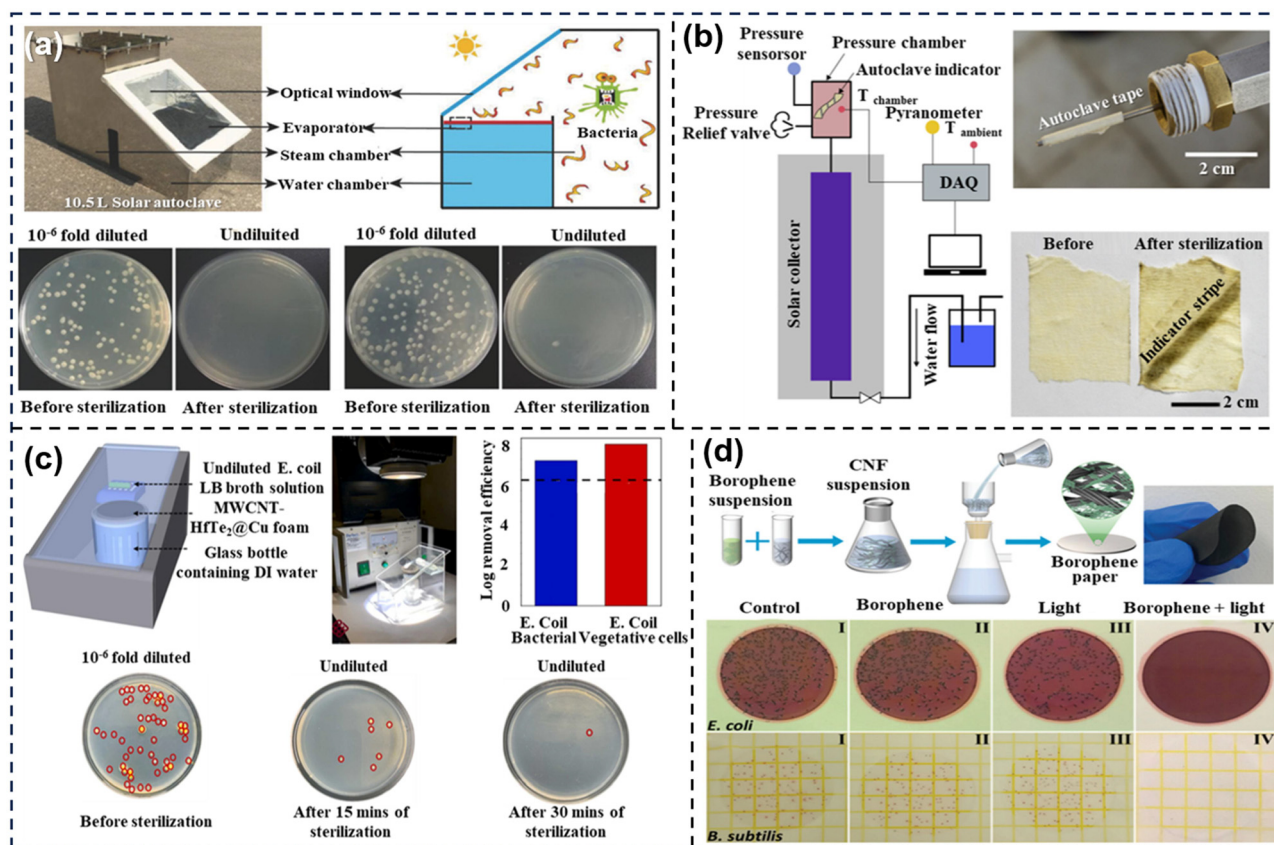 (a)
Optical window
Evaporator
Steam chamber
Water chamber
10.5 L Solar autoclave
Bacteria
10⁻⁶ fold diluted
Undiluited
10⁻⁶ fold diluted
Undiluted
Before sterilization
After sterilization
Before sterilization
After sterilization
(b)
Pressure
sensorsor
Pressure chamber
Autoclave indicator
T chamber
Pressure
Relief valve
Pyranometer
T ambient
DAQ
Solar collector
Water flow
Autoclave tape
2 cm
Before
After sterilization
Indicator stripe
2 cm
(c)
Undiluted E. coil
LB broth solution
MWCNT-
HfTe₂@Cu foam
Glass bottle
containing DI water
Log removal efficiency
8
6
4
2
0
E. Coil
Bacterial
E. Coil
Vegetative cells
10⁻⁶ fold diluted
Undiluted
Undiluted
Before sterilization
After 15 mins of
sterilization
After 30 mins of
sterilization
(d)
Borophene
suspension
CNF
suspension
Borophene
paper
Control
Borophene
Light
Borophene + light
I
II
III
IV
E. coli
I
II
III
IV
B. subtilis